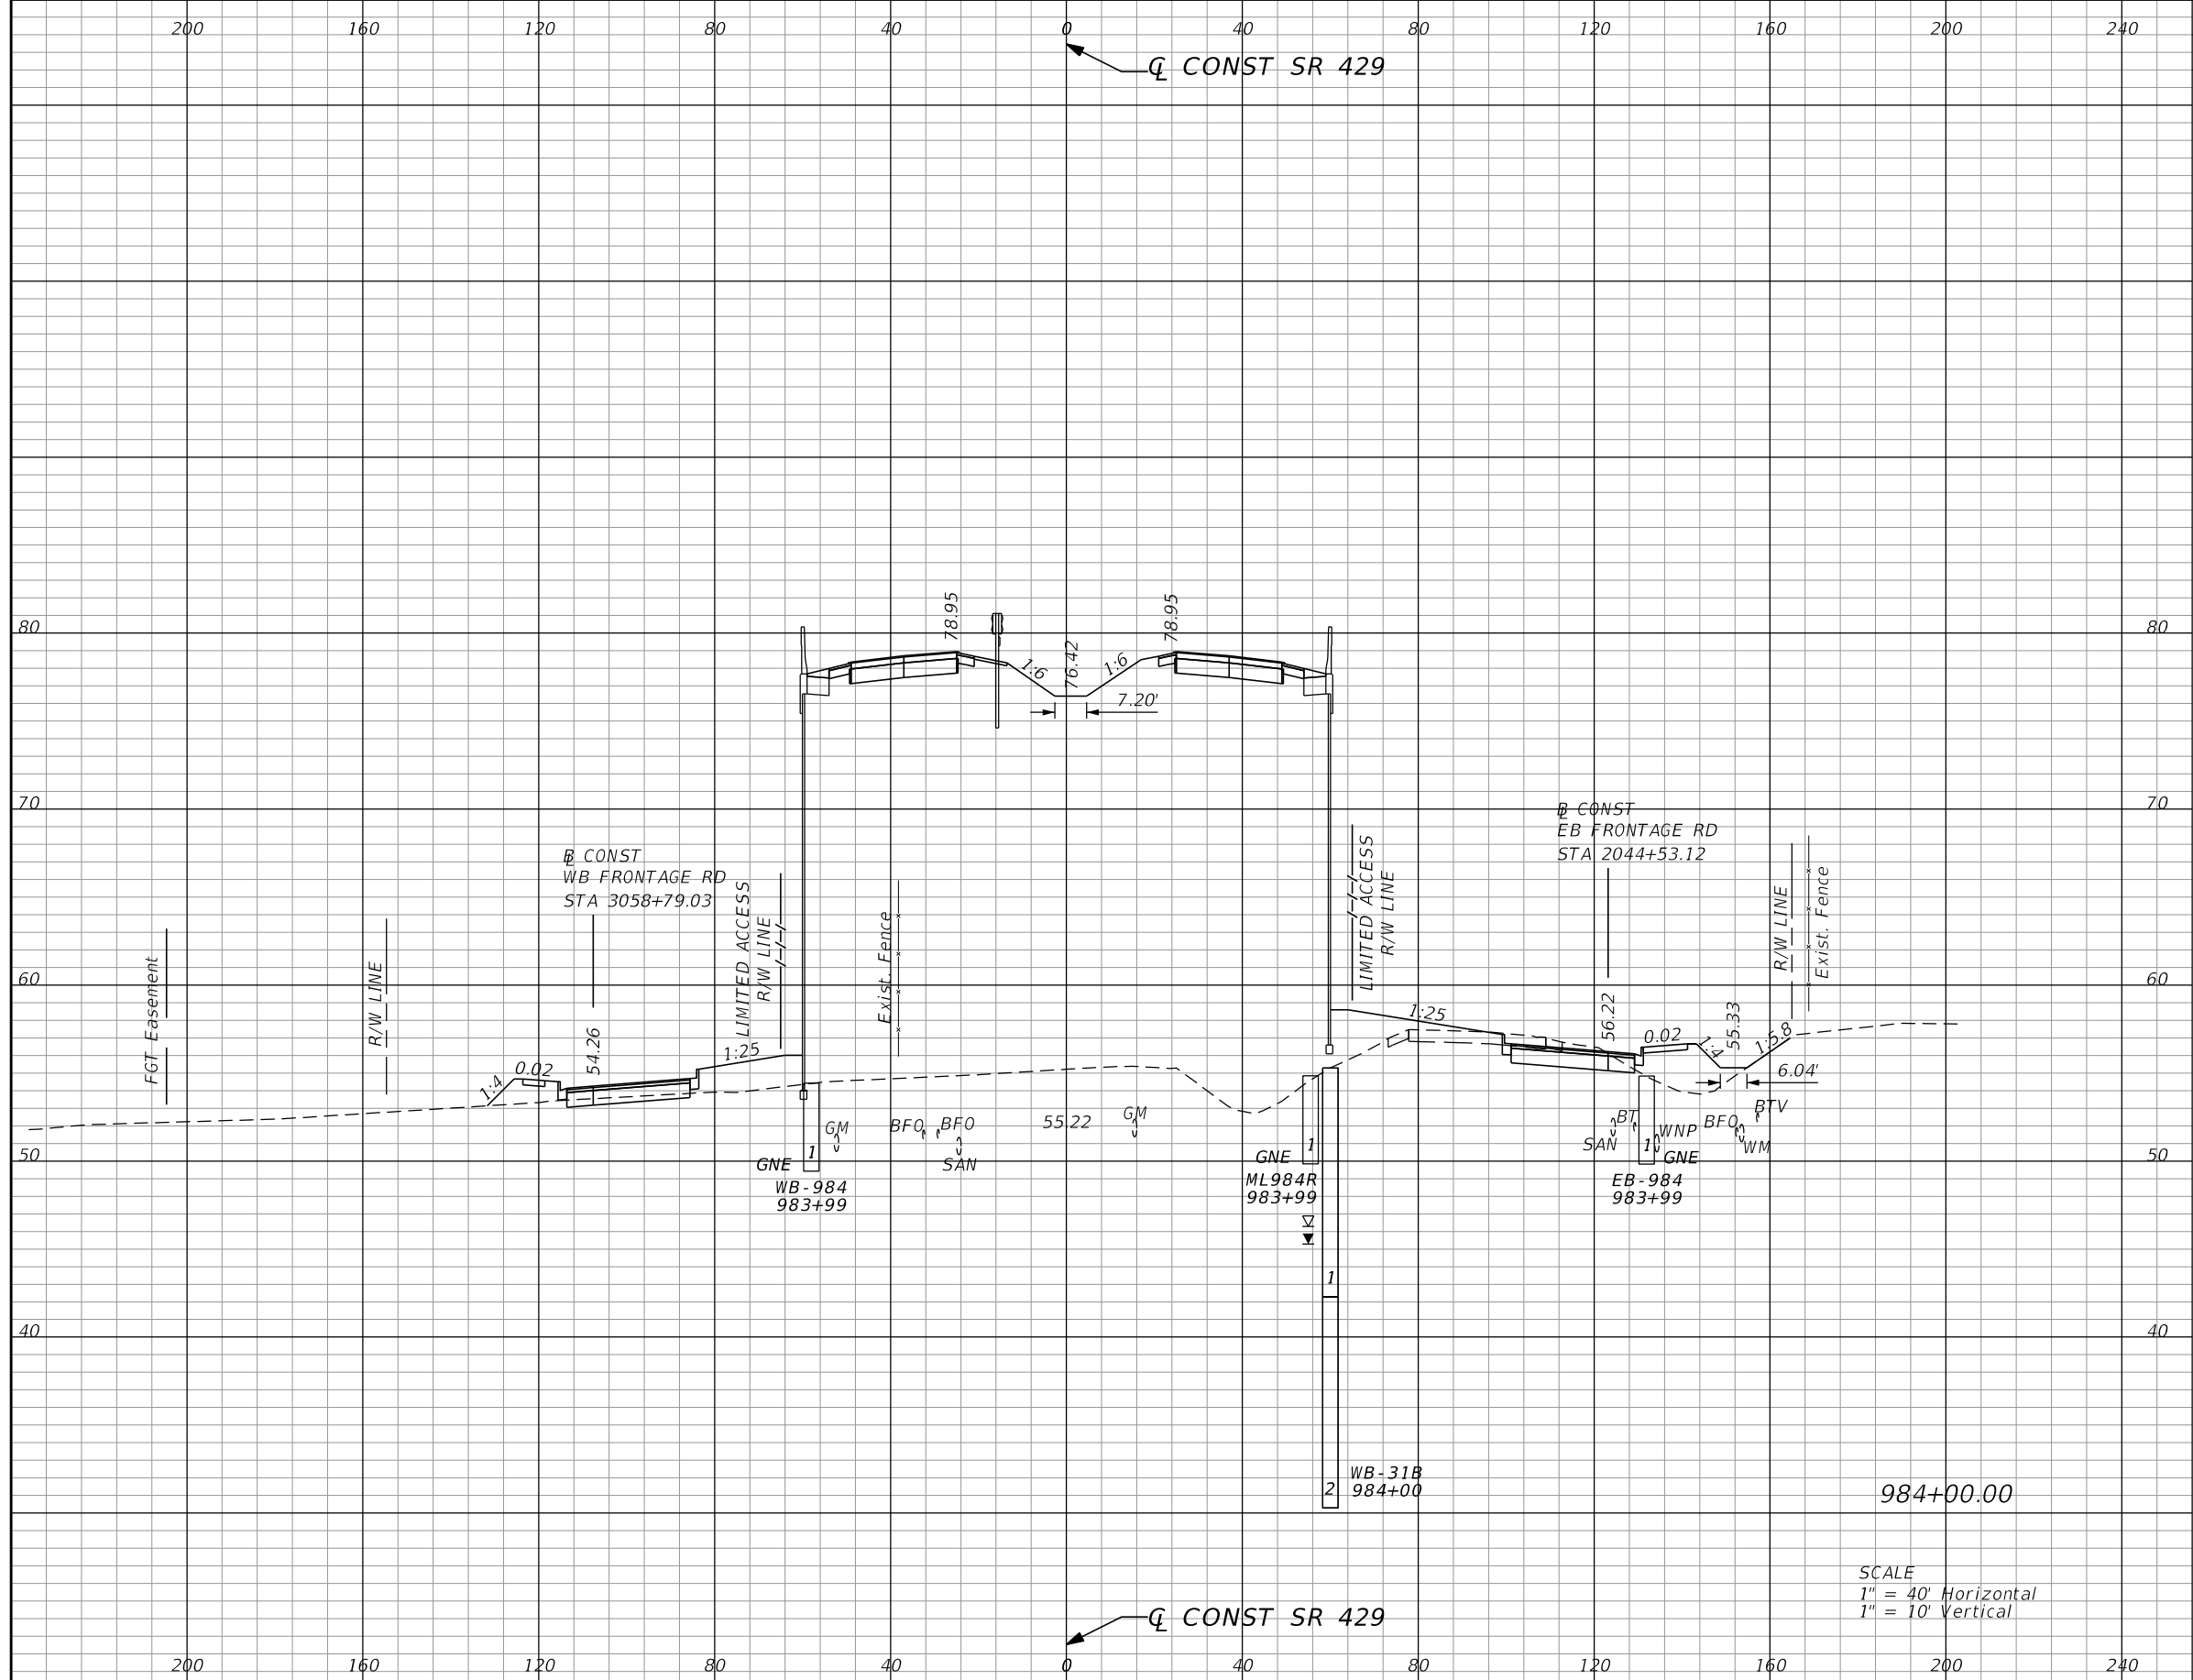 200 160 120 80 40 0 40 80 120 160 200 240
℄ CONST SR 429
80 80
78.95
78.95
76.42
1:6
1:6
7.20'
70 70
℄ CONST
WB FRONTAGE RD
STA 3058+79.03
B CONST
EB FRONTAGE RD
STA 2044+53.12
60 60
FGT Easement
R/W LINE
LIMITED ACCESS
R/W LINE
Exist. Fence
LIMITED ACCESS
R/W LINE
R/W LINE
Exist. Fence
1:4
0.02
54.26
1:25
1:25
56.22
0.02
1:4
55.33
1:5.8
6.04'
50 50
GM
BFO
BFO
SAN
55.22
GM
SAN
BT
WNP
BFO
BTV
WM
1
GNE
WB-984
983+99
1
GNE
ML984R
983+99
1
GNE
EB-984
983+99
1
2
WB-31B
984+00
40 40
984+00.00
SCALE
1" = 40' Horizontal
1" = 10' Vertical
℄ CONST SR 429
200 160 120 80 40 0 40 80 120 160 200 240